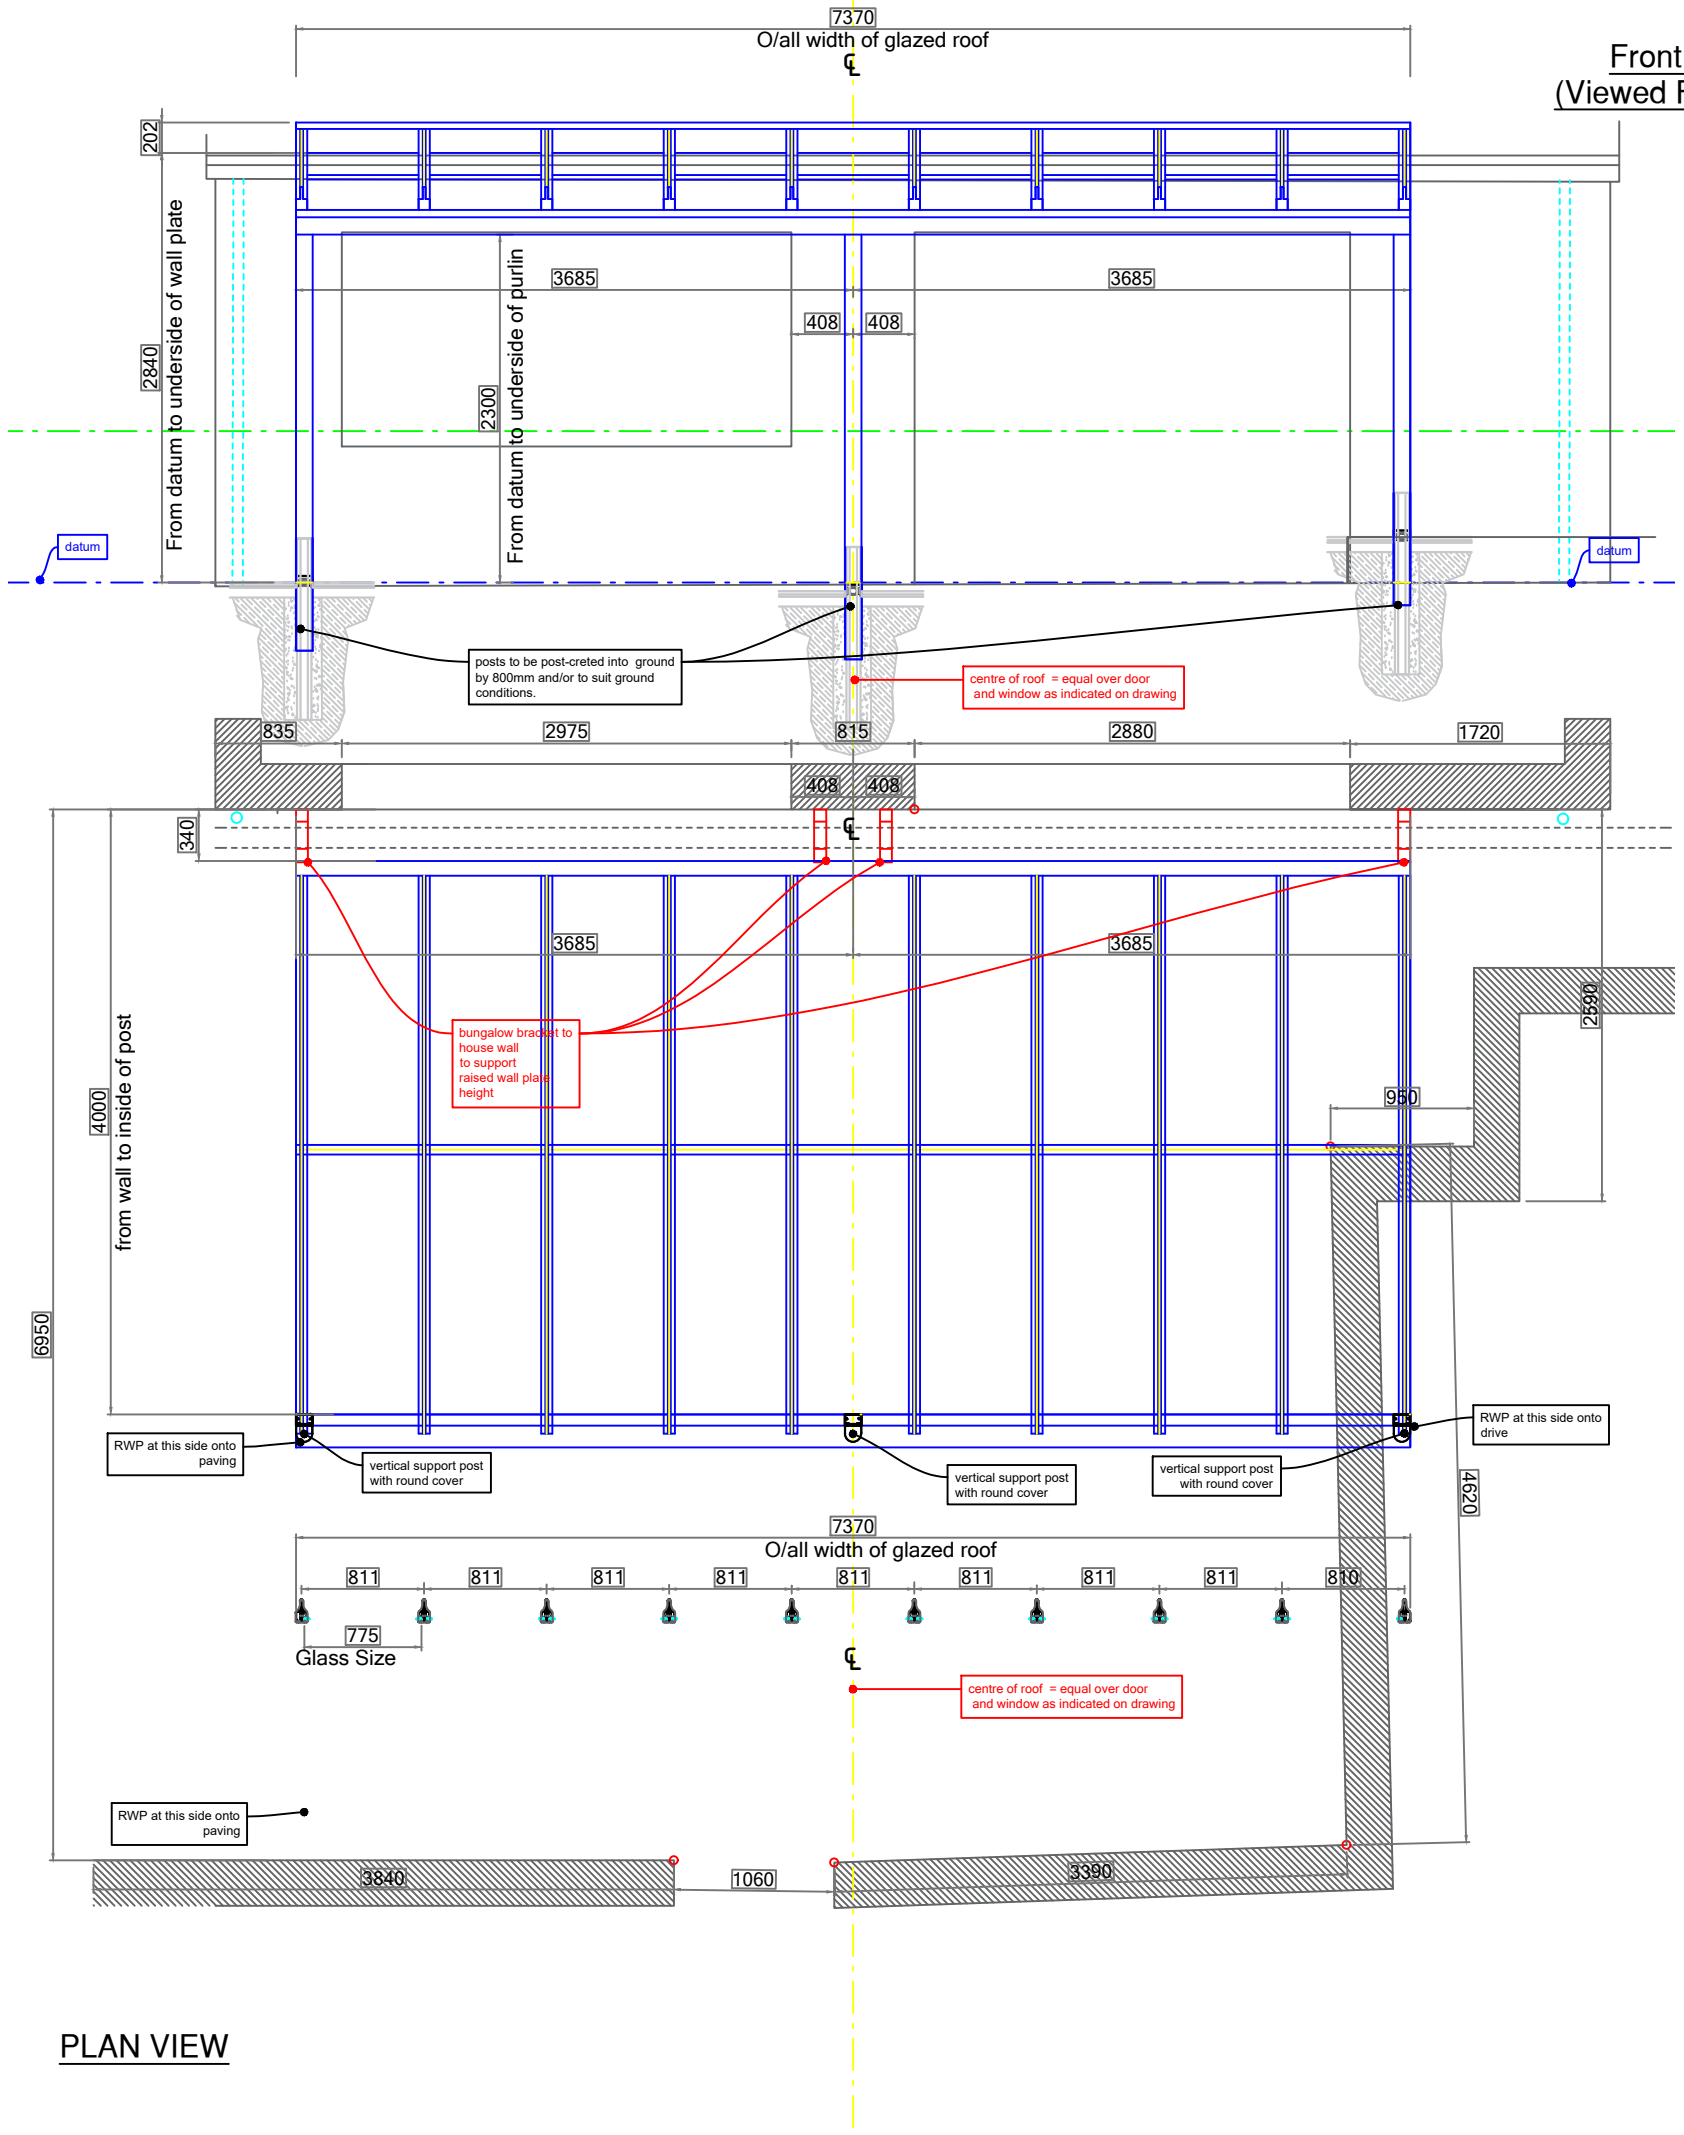 7370
O/all width of glazed roof
℄
Front
(Viewed F
202
2840
From datum to underside of wall plate
2300
From datum to underside of purlin
3685
3685
408
408
datum
datum
posts to be post-creted into ground
by 800mm and/or to suit ground
conditions.
centre of roof = equal over door
and window as indicated on drawing
835
2975
815
2880
1720
408
408
℄
340
3685
3685
4000
from wall to inside of post
6950
bungalow bracket to
house wall
to support
raised wall plate
height
2590
950
4620
RWP at this side onto
paving
vertical support post
with round cover
vertical support post
with round cover
vertical support post
with round cover
RWP at this side onto
drive
7370
O/all width of glazed roof
811
811
811
811
811
811
811
811
810
775
Glass Size
℄
centre of roof = equal over door
and window as indicated on drawing
RWP at this side onto
paving
3840
1060
3390
PLAN VIEW